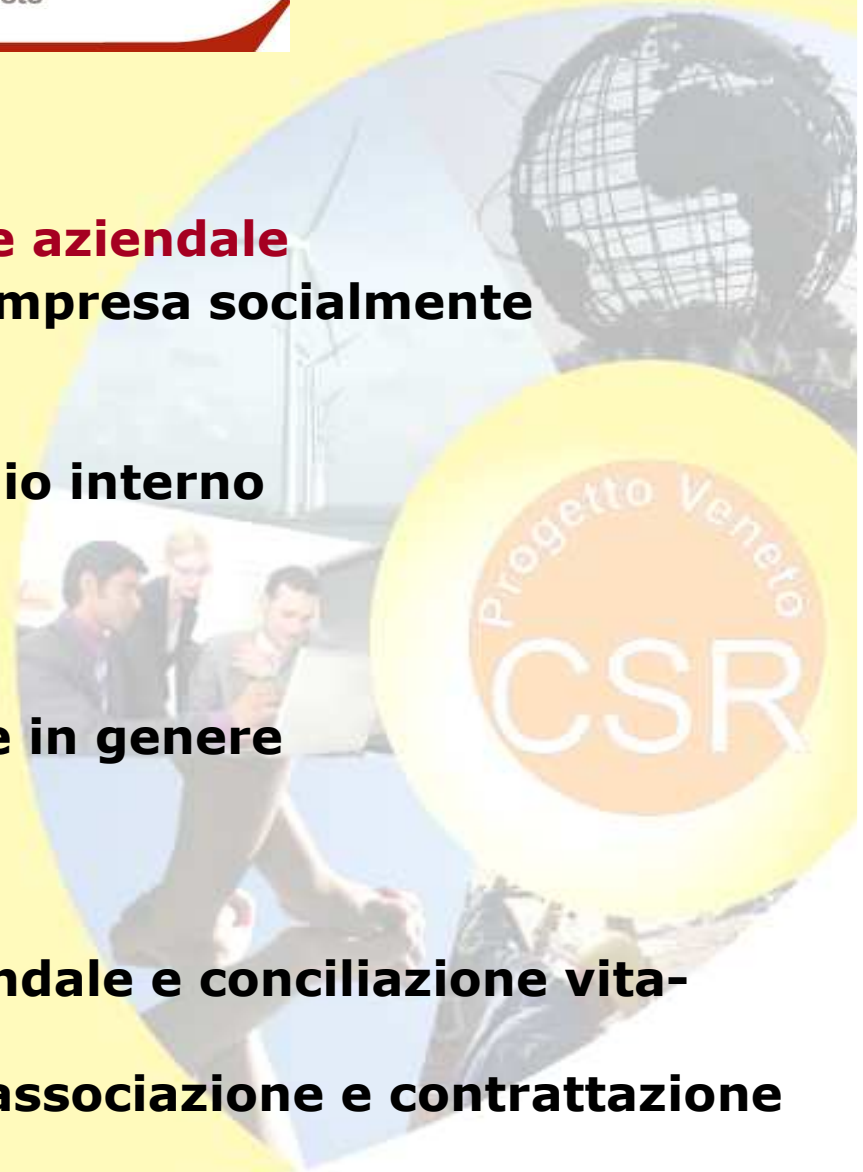 e aziendale
mpresa socialmente
io interno
Progetto Veneto
CSR
e in genere
ndale e conciliazione vita-
associazione e contrattazione